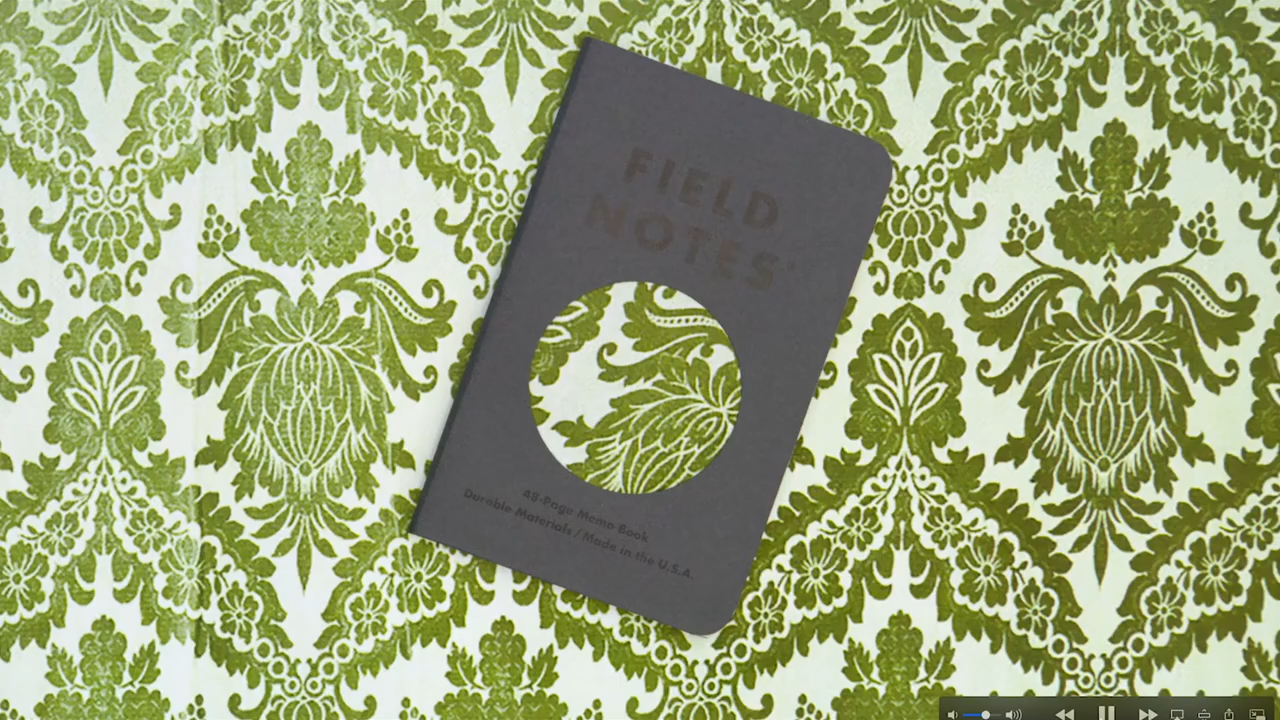 FIELD
NOTES
48-Page Memo Book
Durable Materials / Made in the U.S.A.